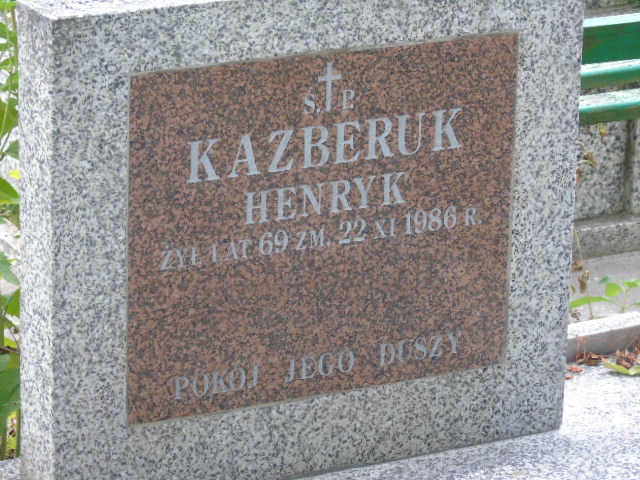 Ś.†P.
KAZBERUK
HENRYK
ŻYŁ LAT 69 ZM. 22 XI 1986 R.
POKÓJ JEGO DUSZY